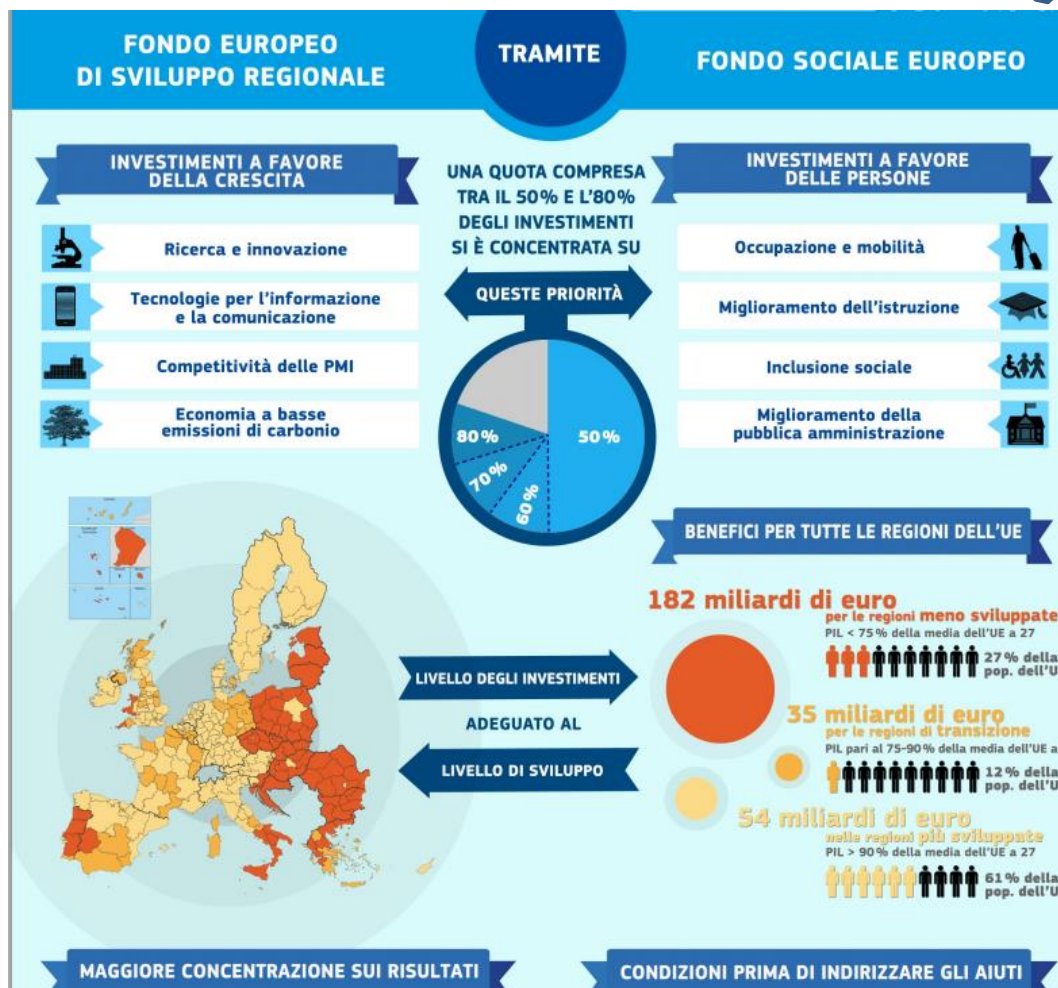 FONDO EUROPEO
DI SVILUPPO REGIONALE
TRAMITE
FONDO SOCIALE EUROPEO
INVESTIMENTI A FAVORE
DELLA CRESCITA
Ricerca e innovazione
Tecnologie per l'informazione
e la comunicazione
Competitività delle PMI
Economia a basse
emissioni di carbonio
UNA QUOTA COMPRESA
TRA IL 50% E L'80%
DEGLI INVESTIMENTI
SI È CONCENTRATA SU
QUESTE PRIORITÀ
80%
70%
60%
50%
INVESTIMENTI A FAVORE
DELLE PERSONE
Occupazione e mobilità
Miglioramento dell'istruzione
Inclusione sociale
Miglioramento della
pubblica amministrazione
LIVELLO DEGLI INVESTIMENTI
ADEGUATO AL
LIVELLO DI SVILUPPO
BENEFICI PER TUTTE LE REGIONI DELL'UE
182 miliardi di euro
per le regioni meno sviluppate
PIL < 75% della media dell'UE a 27
27% della
pop. dell'U
35 miliardi di euro
per le regioni di transizione
PIL pari al 75-90% della media dell'UE a
12% della
pop. dell'U
54 miliardi di euro
nelle regioni più sviluppate
PIL > 90% della media dell'UE a 27
61% della
pop. dell'U
MAGGIORE CONCENTRAZIONE SUI RISULTATI
CONDIZIONI PRIMA DI INDIRIZZARE GLI AIUTI